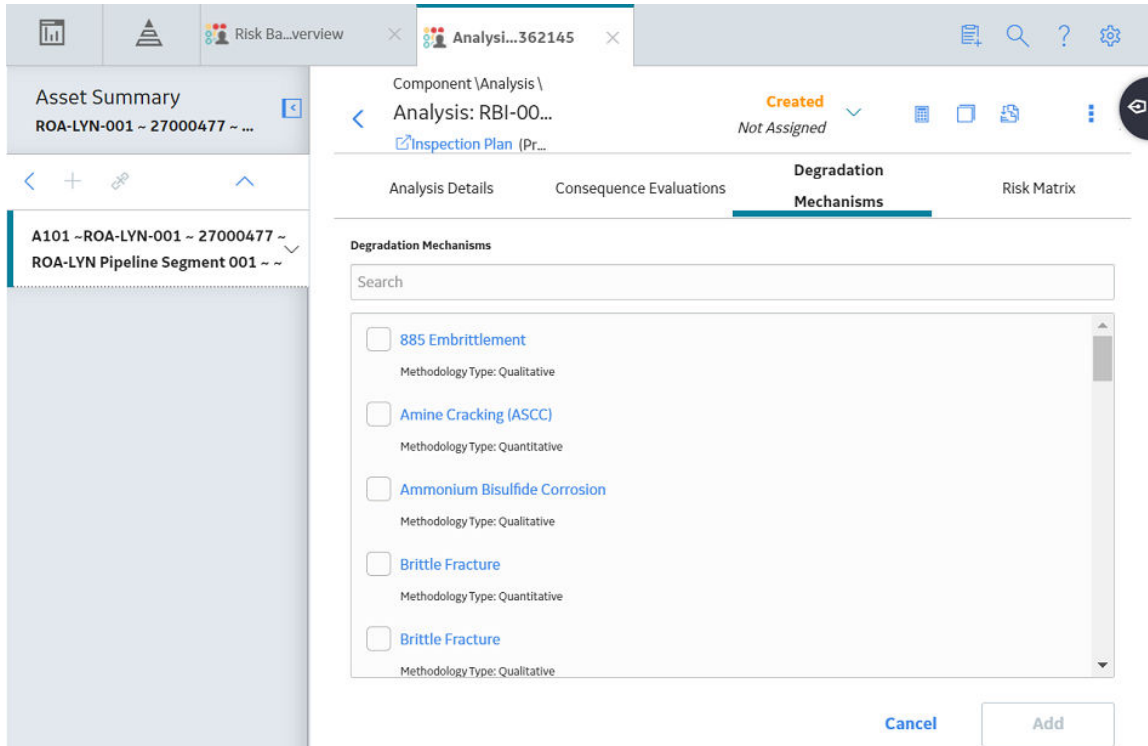 Risk Ba...verview
Analysi...362145
Asset Summary
ROA-LYN-001 ~ 27000477 ~ ...
Component \Analysis \
Analysis: RBI-00...
Inspection Plan (Pr...
Created
Not Assigned
A101 ~ROA-LYN-001 ~ 27000477 ~
ROA-LYN Pipeline Segment 001 ~ ~
Analysis Details
Consequence Evaluations
Degradation
Mechanisms
Risk Matrix
Degradation Mechanisms
Search
885 Embrittlement
Methodology Type: Qualitative
Amine Cracking (ASCC)
Methodology Type: Quantitative
Ammonium Bisulfide Corrosion
Methodology Type: Qualitative
Brittle Fracture
Methodology Type: Quantitative
Brittle Fracture
Methodology Type: Qualitative
Cancel
Add